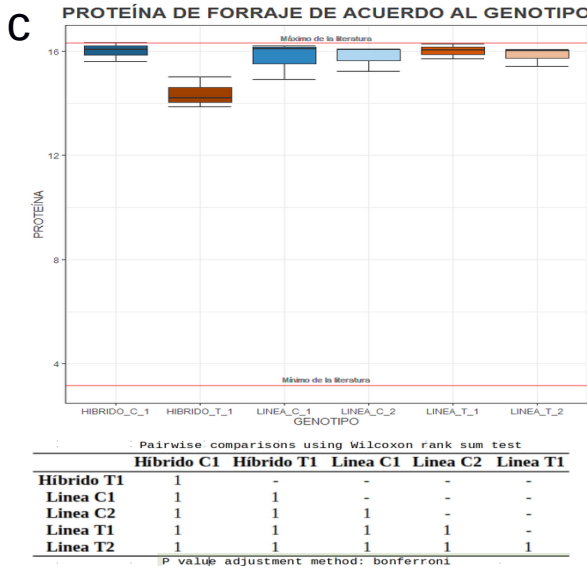 C
PROTEÍNA DE FORRAJE DE ACUERDO AL GENOTIPO
Máximo de la literatura
16
12
8
4
PROTEÍNA
Mínimo de la literatura
HIBRIDO_C_1 HIBRIDO_T_1 LINEA_C_1 LINEA_C_2 LINEA_T_1 LINEA_T_2
GENOTIPO
Pairwise comparisons using Wilcoxon rank sum test
Híbrido C1 Híbrido T1 Linea C1 Linea C2 Linea T1
Híbrido T1 1 - - - -
Linea C1 1 1 - - -
Linea C2 1 1 1 - -
Linea T1 1 1 1 1 -
Linea T2 1 1 1 1 1
P value adjustment method: bonferroni